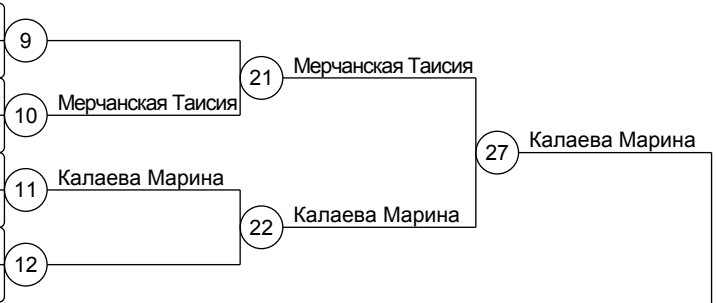 9
21 Мерчанская Таисия
10 Мерчанская Таисия
27 Калаева Марина
11 Калаева Марина
22 Калаева Марина
12